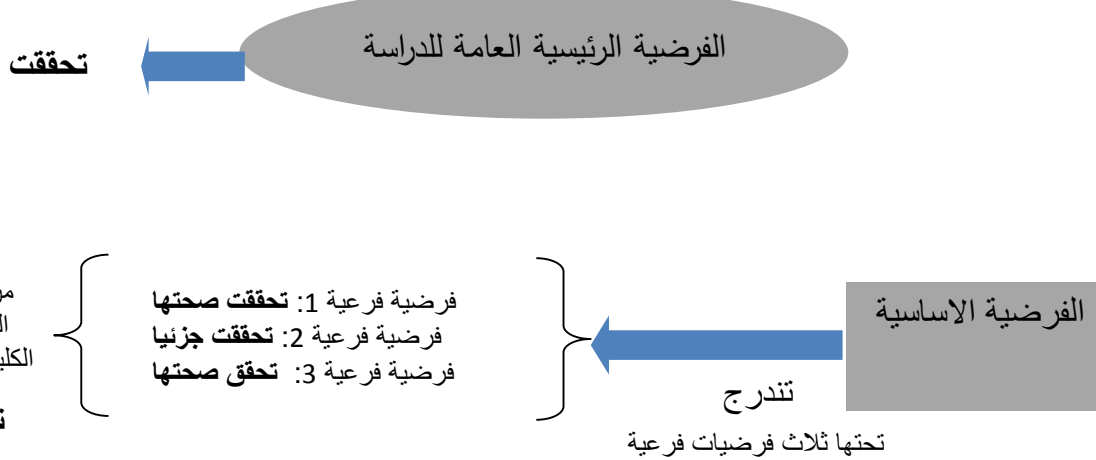 الفرضية الرئيسية العامة للدراسة
تحققت
الفرضية الاساسية
تندرج
تحتها ثلاث فرضيات فرعية
فرضية فرعية 1: تحققت صحتها
فرضية فرعية 2: تحققت جزئيا
فرضية فرعية 3: تحقق صحتها